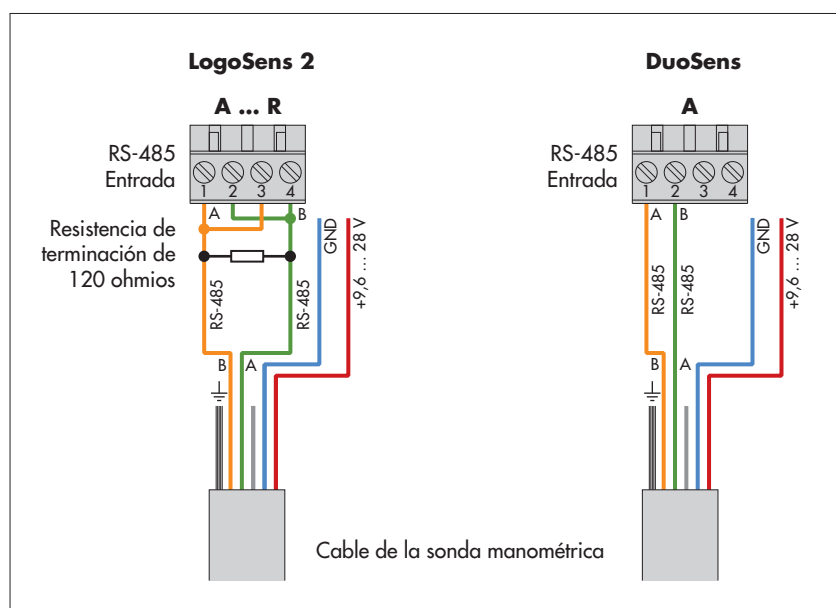 LogoSens 2
A ... R
RS-485
Entrada
1 2 3 4
A B
Resistencia de
terminación de
120 ohmios
RS-485
RS-485
GND
+9,6 ... 28 V
B A
DuoSens
A
RS-485
Entrada
1 2 3 4
A B
RS-485
RS-485
GND
+9,6 ... 28 V
B A
Cable de la sonda manométrica